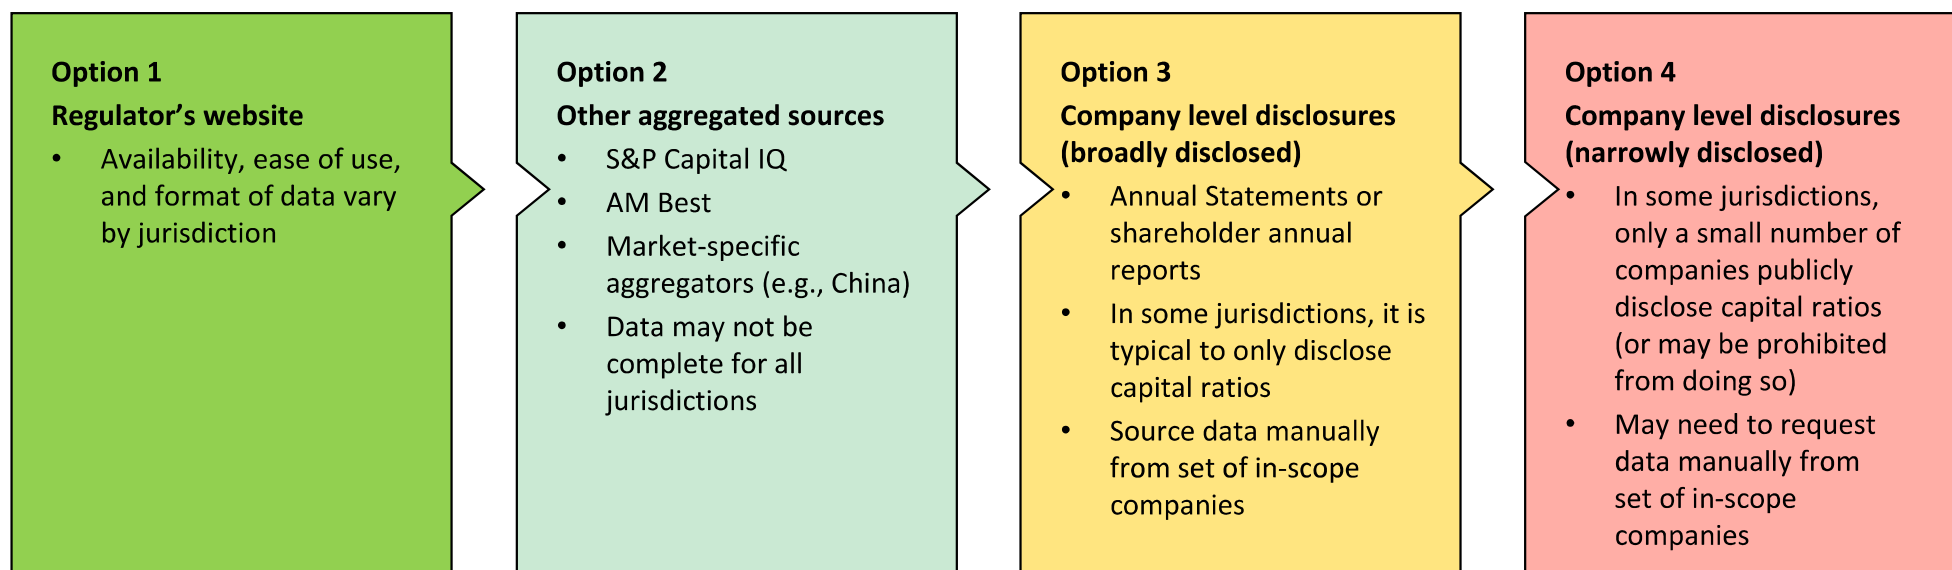 Option 1
Regulator’s website
• Availability, ease of use,
and format of data vary
by jurisdiction
Option 2
Other aggregated sources
• S&P Capital IQ
• AM Best
• Market-specific
aggregators (e.g., China)
• Data may not be
complete for all
jurisdictions
Option 3
Company level disclosures
(broadly disclosed)
• Annual Statements or
shareholder annual
reports
• In some jurisdictions, it is
typical to only disclose
capital ratios
• Source data manually
from set of in-scope
companies
Option 4
Company level disclosures
(narrowly disclosed)
• In some jurisdictions,
only a small number of
companies publicly
disclose capital ratios
(or may be prohibited
from doing so)
• May need to request
data manually from
set of in-scope
companies